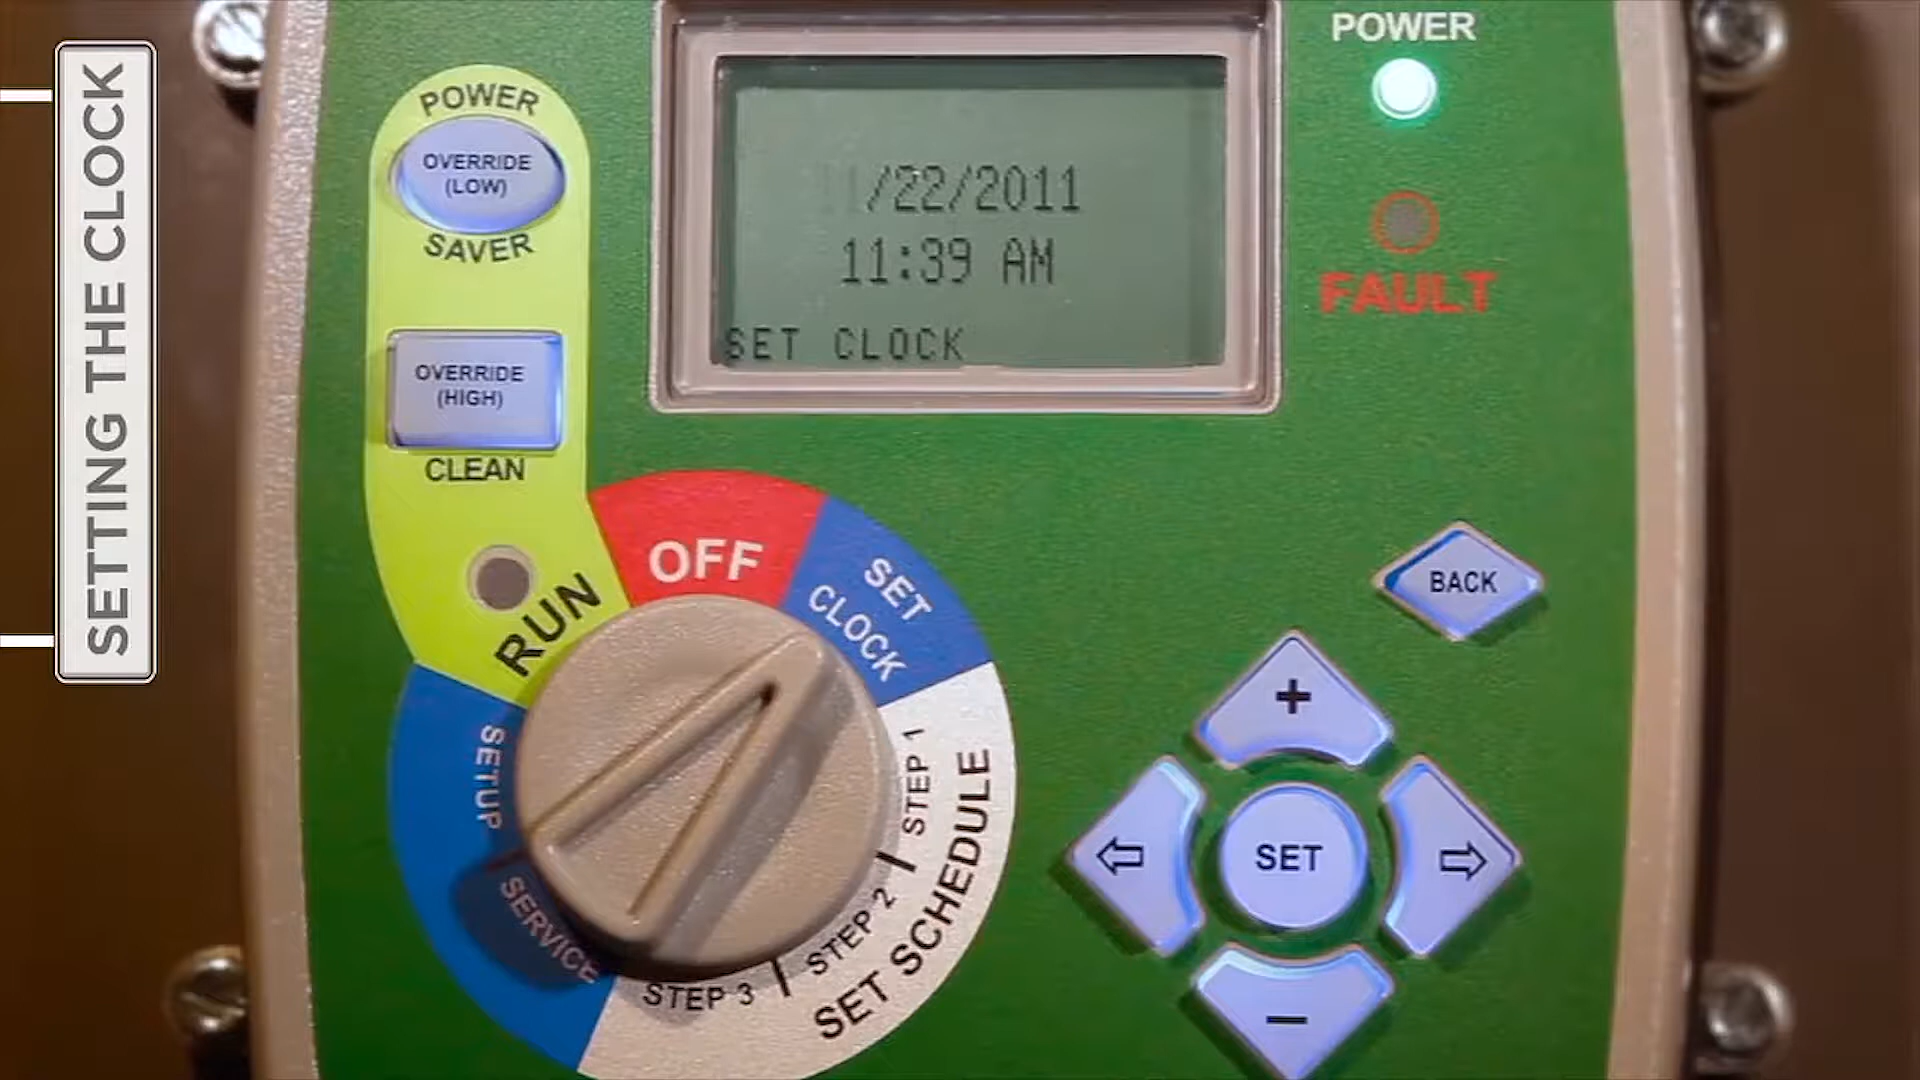 SETTING THE CLOCK
POWER
OVERRIDE
(LOW)
SAVER
OVERRIDE
(HIGH)
CLEAN
RUN
OFF
SET
CLOCK
STEP 1
STEP 2
STEP 3
SET SCHEDULE
SERVICE
SETUP
/22/2011
11:39 AM
SET CLOCK
POWER
FAULT
BACK
+
⇦
SET
⇨
−